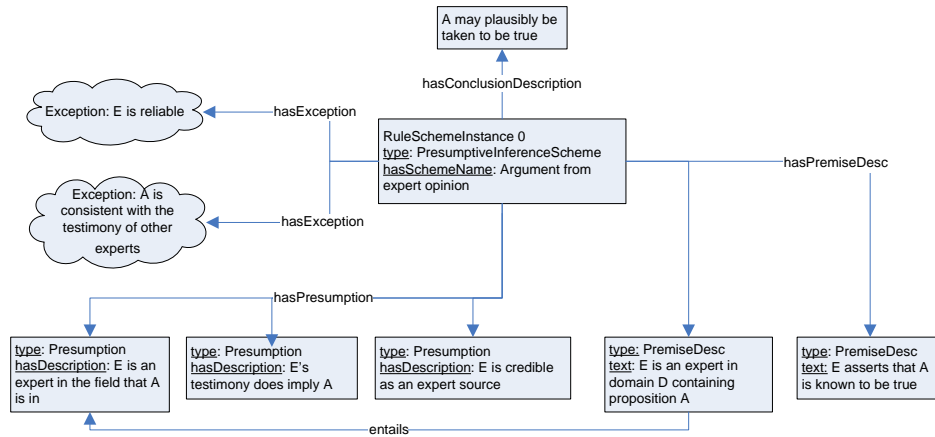 A may plausibly be
taken to be true
hasConclusionDescription
Exception: E is reliable
hasException
RuleSchemeInstance 0
type: PresumptiveInferenceScheme
hasSchemeName: Argument from
expert opinion
hasPremiseDesc
Exception: A is
consistent with the
testimony of other
experts
hasException
hasPresumption
type: Presumption
hasDescription: E is an
expert in the field that A
is in
type: Presumption
hasDescription: E's
testimony does imply A
type: Presumption
hasDescription: E is credible
as an expert source
type: PremiseDesc
text: E is an expert in
domain D containing
proposition A
type: PremiseDesc
text: E asserts that A
is known to be true
entails